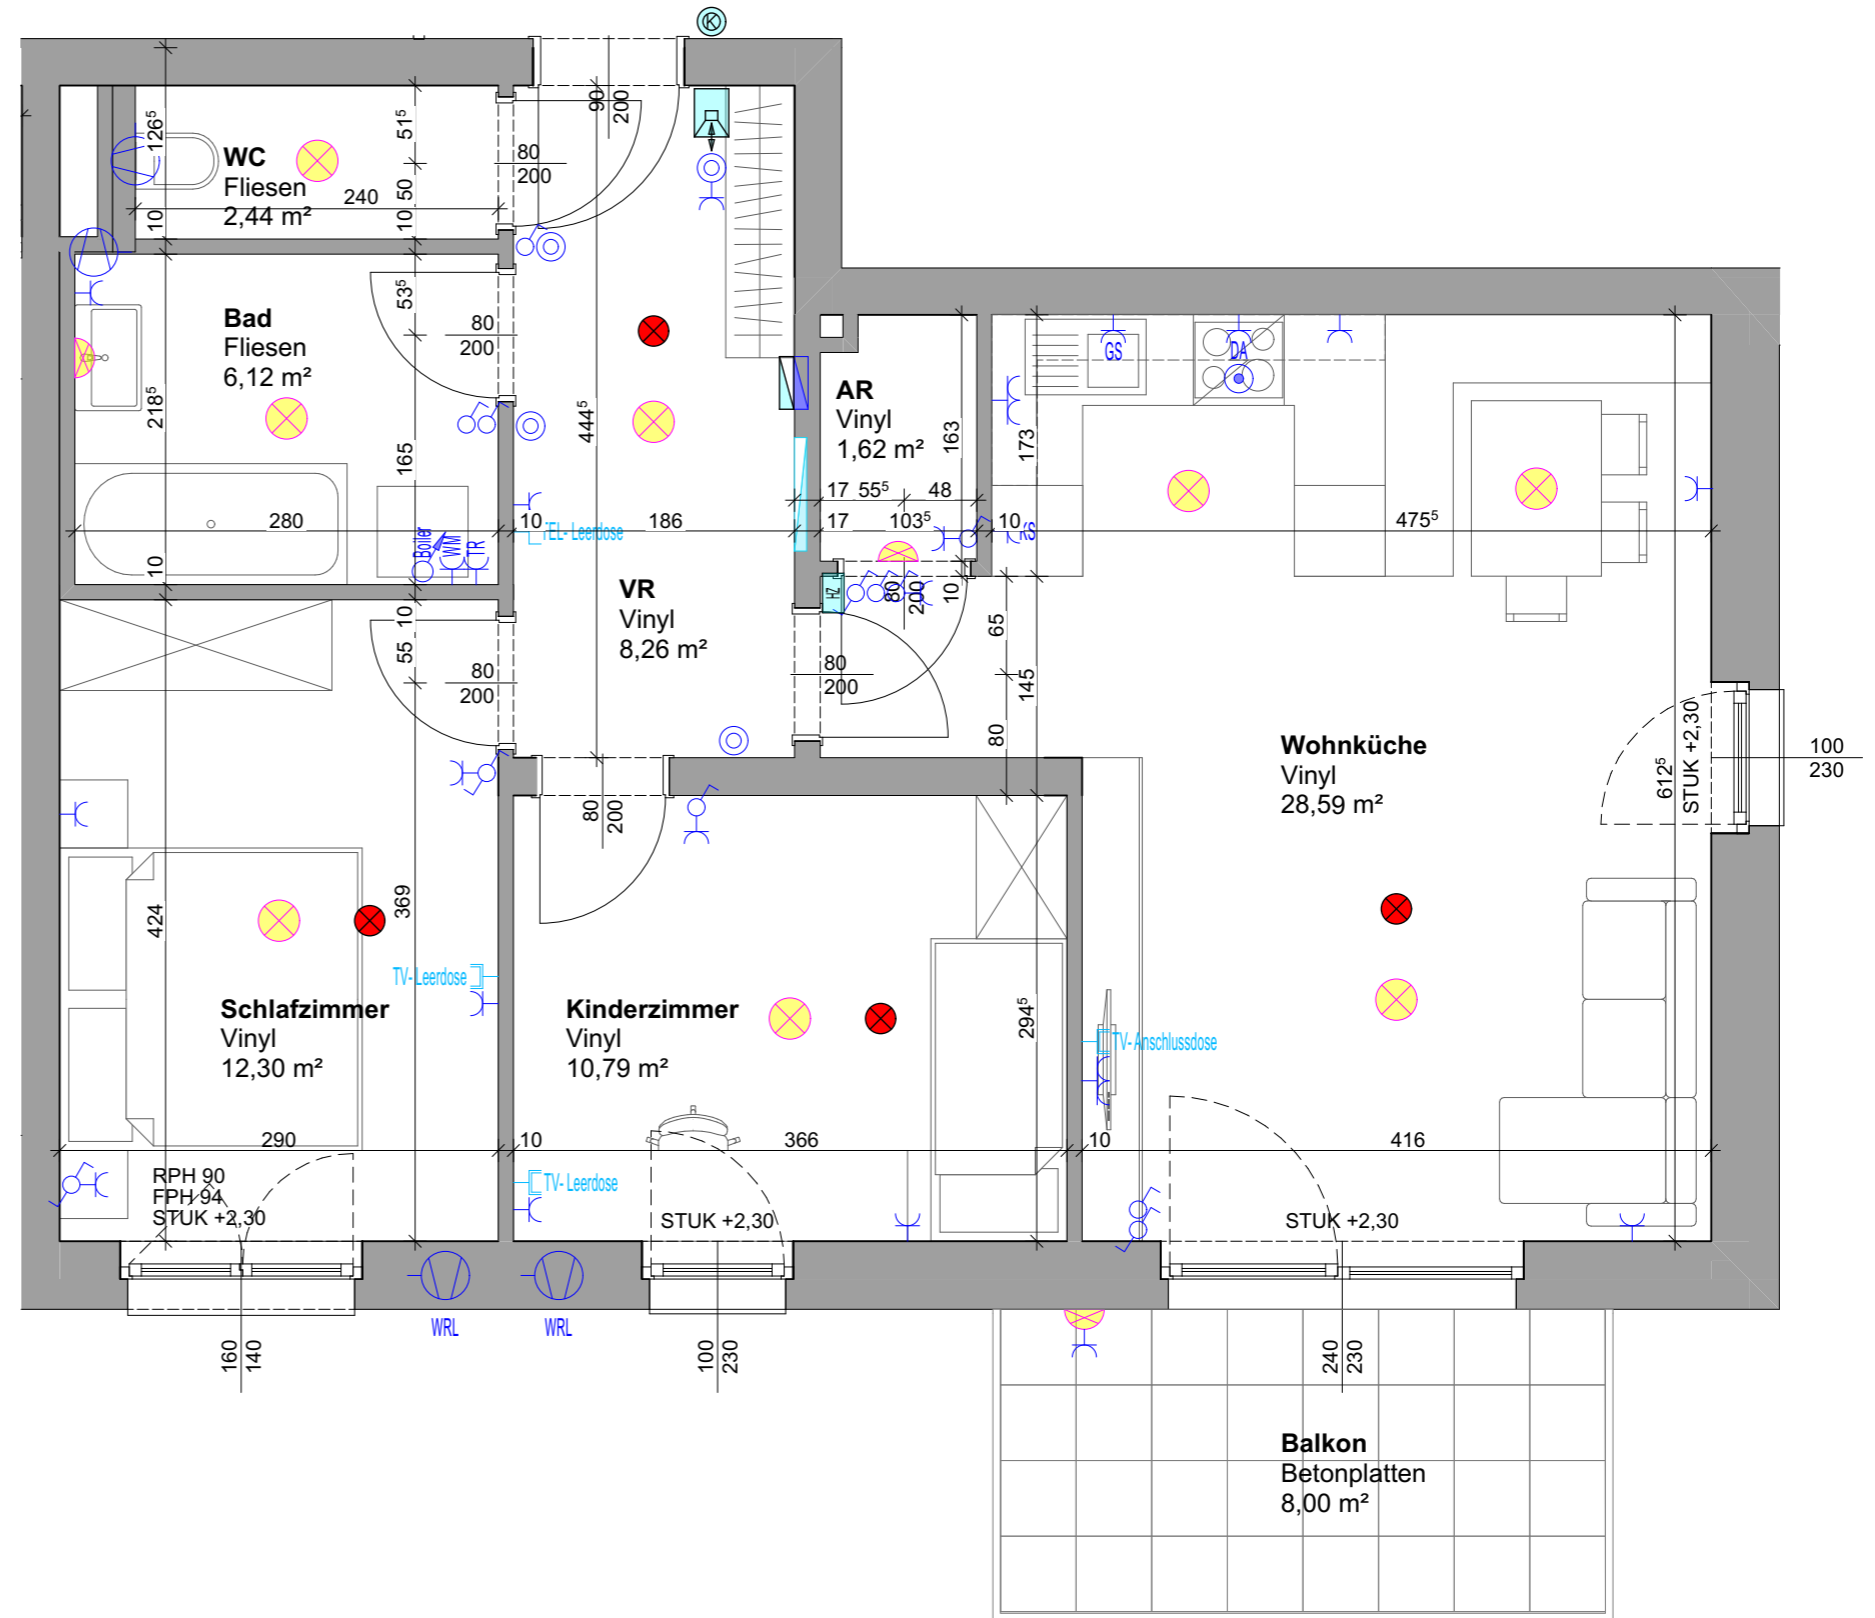 K
90
200
126⁵
51⁵
WC
Fliesen
2,44 m²
80
200
240
50
10
10
Bad
Fliesen
6,12 m²
53⁵
80
200
218⁵
165
444⁵
GS
DA
AR
Vinyl
1,62 m²
163
173
17
55⁵
48
280
10
186
17
103⁵
10
475⁵
TEL- Leerdose
Boiler
WM
TR
KS
10
10
55
80
200
VR
Vinyl
8,26 m²
HZ
80
200
10
80
200
65
145
80
Wohnküche
Vinyl
28,59 m²
612⁵
STUK +2,30
100
230
80
200
424
369
TV- Leerdose
Schlafzimmer
Vinyl
12,30 m²
Kinderzimmer
Vinyl
10,79 m²
294⁵
TV- Anschlussdose
290
10
366
10
416
RPH 90
FPH 94
STUK +2,30
TV- Leerdose
STUK +2,30
STUK +2,30
WRL
WRL
160
140
100
230
240
230
Balkon
Betonplatten
8,00 m²